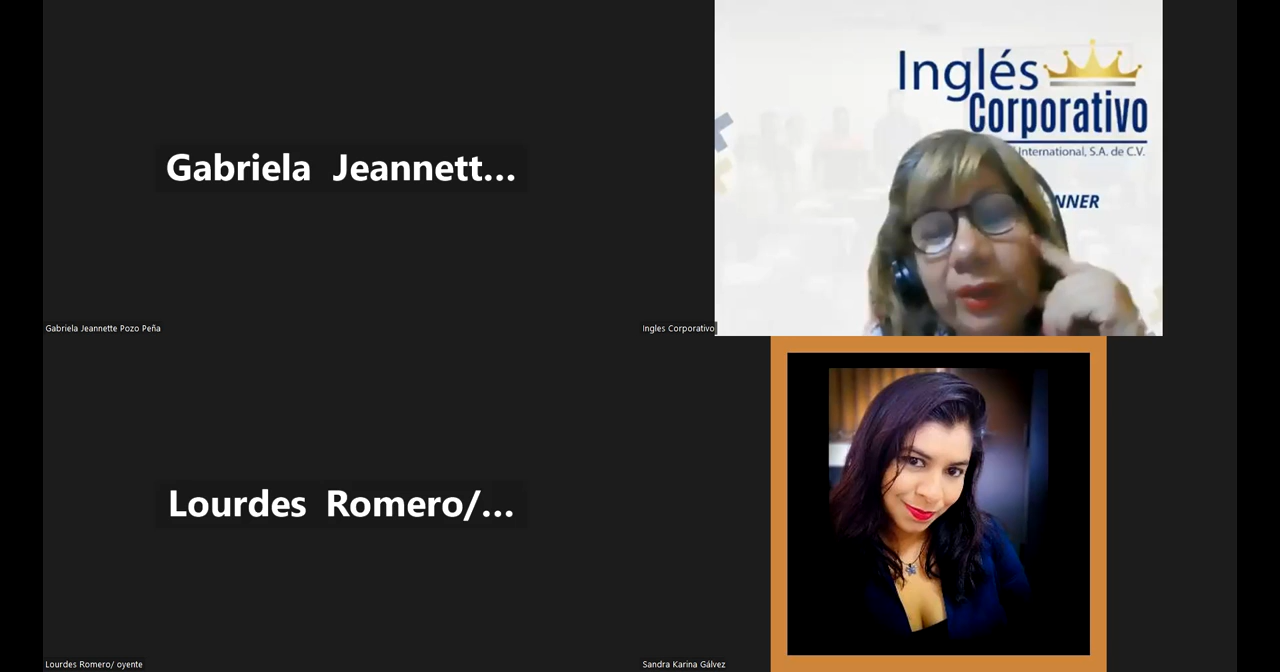 Gabriela Jeannett...
Gabriela Jeannette Pozo Peña
Inglés
Corporativo
International, S.A. de C.V.
NNER
Ingles Corporativo
Lourdes Romero/...
Lourdes Romero/ oyente
Sandra Karina Gálvez